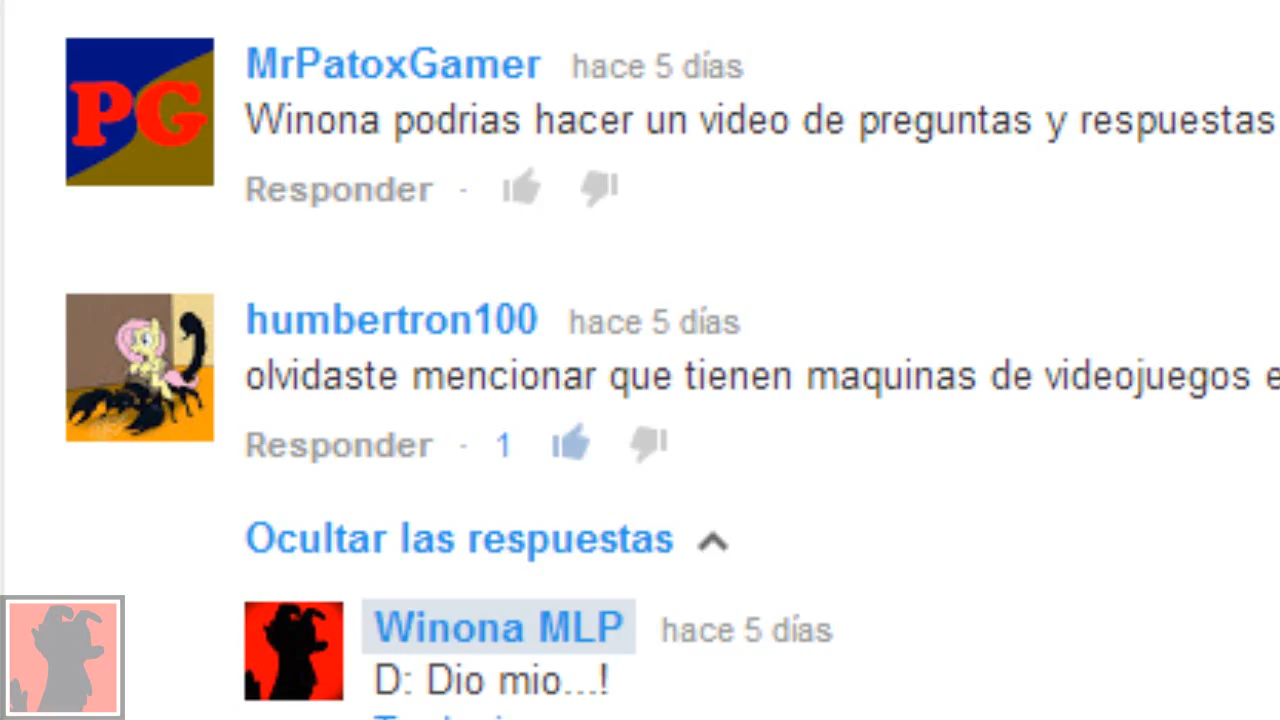 PG
MrPatoxGamer hace 5 días
Winona podrias hacer un video de preguntas y respuestas
Responder ·
humbertron100 hace 5 días
olvidaste mencionar que tienen maquinas de videojuegos e
Responder · 1
Ocultar las respuestas
Winona MLP hace 5 días
D: Dio mio...!